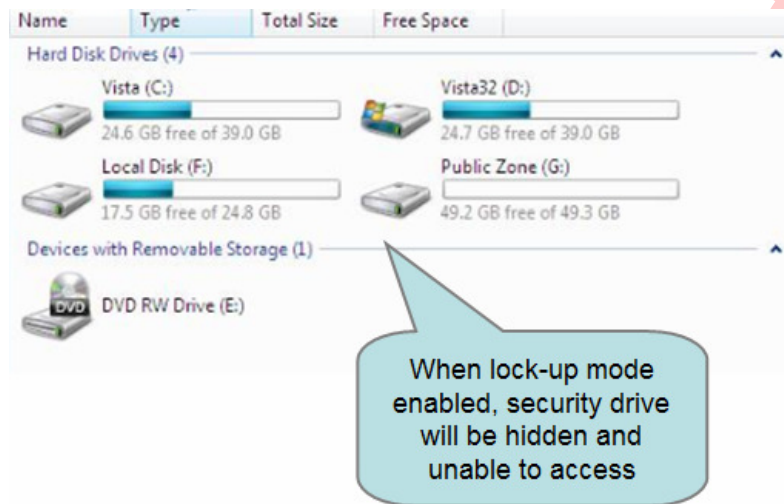 Name Type Total Size Free Space
Hard Disk Drives (4)
Vista (C:) Vista32 (D:)
24.6 GB free of 39.0 GB 24.7 GB free of 39.0 GB
Local Disk (F:) Public Zone (G:)
17.5 GB free of 24.8 GB 49.2 GB free of 49.3 GB
Devices with Removable Storage (1)
DVD
DVD RW Drive (E:)
When lock-up mode
enabled, security drive
will be hidden and
unable to access